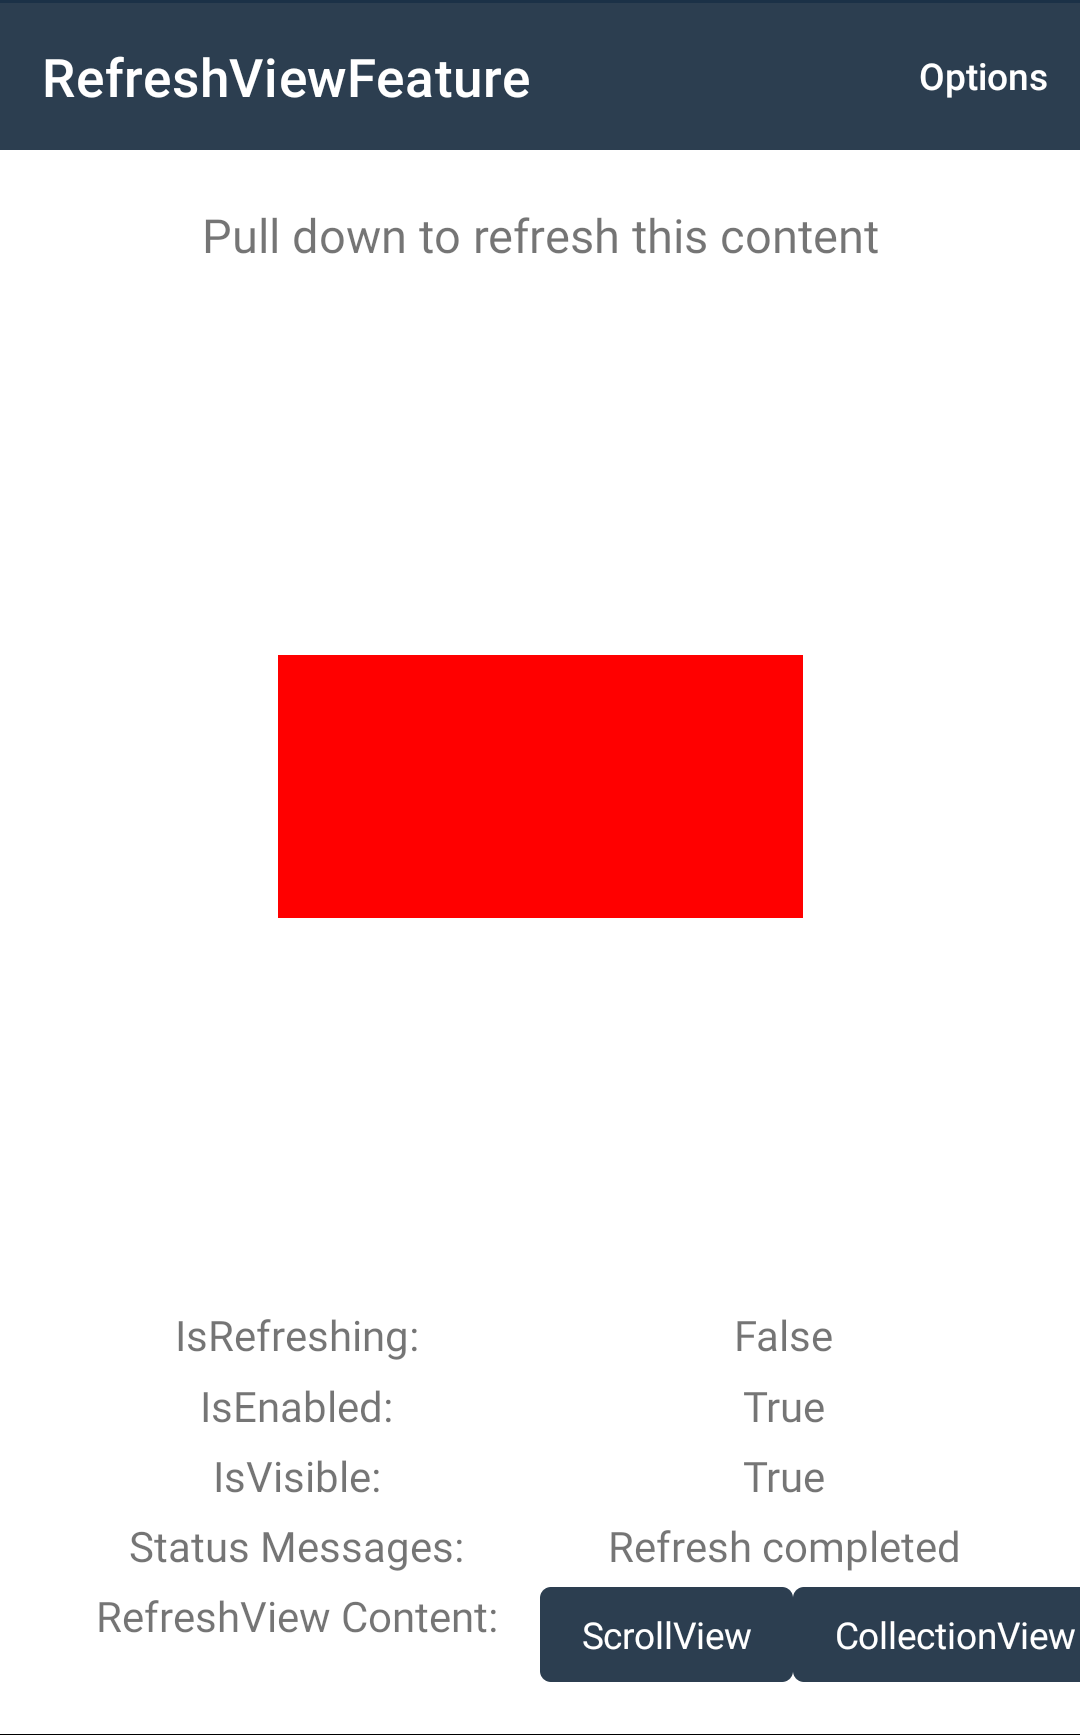 RefreshViewFeature Options
Pull down to refresh this content
IsRefreshing: False
IsEnabled: True
IsVisible: True
Status Messages: Refresh completed
RefreshView Content: ScrollView CollectionView